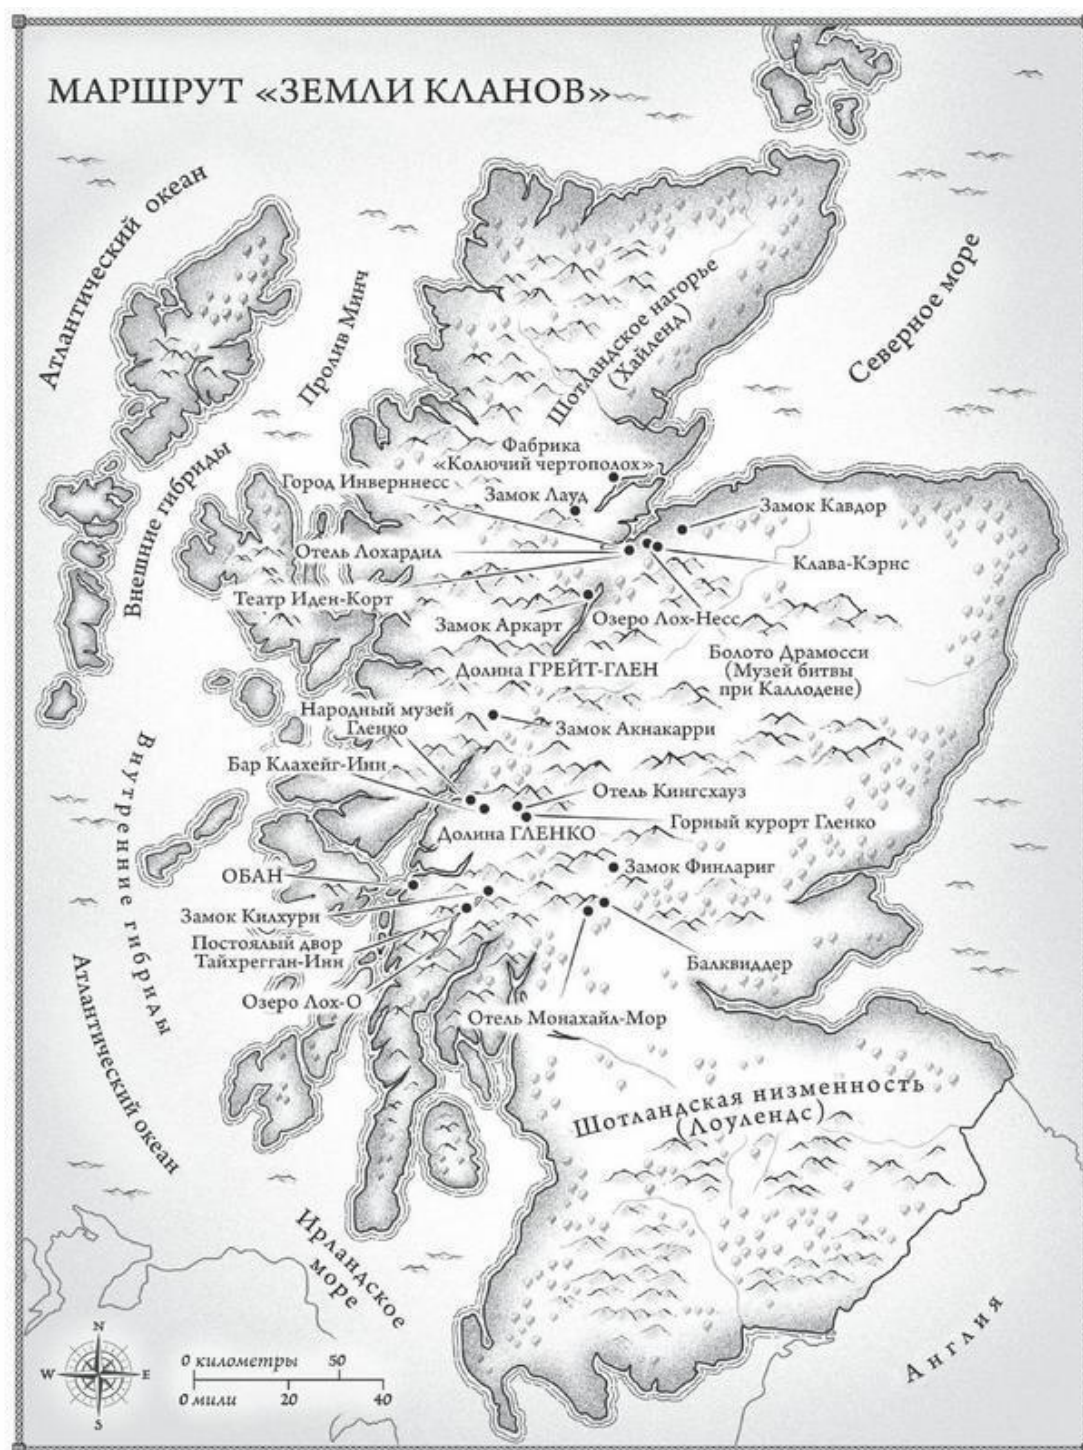 МАРШРУТ «ЗЕМЛИ КЛАНОВ»
Атлантический океан
Пролив Минч
Северное море
Шотландское нагорье
(Хайленд)
Внешние гибриды
Фабрика
«Колючий чертополох»
Город Инверннесс
Замок Лауд
Замок Кавдор
Отель Лохардил
Клава-Кэрнс
Театр Иден-Корт
Замок Аркарт
Озеро Лох-Несс
Болото Драмосси
(Музей битвы
при Каллодене)
Долина ГРЕЙТ-ГЛЕН
Народный музей
Гленко
Замок Акнакарри
Бар Клахейг-Инн
Отель Кингсхауз
Горный курорт Гленко
Долина ГЛЕНКО
Внутренние гибриды
Замок Финлариг
ОБАН
Замок Килхурн
Постоялый двор
Тайхрегган-Инн
Балквиддер
Озеро Лох-О
Отель Монахайл-Мор
Атлантический океан
Шотландская низменность
(Лоулендс)
Ирландское
море
Англия
N
W
E
S
0 километры 50
0 мили 20 40